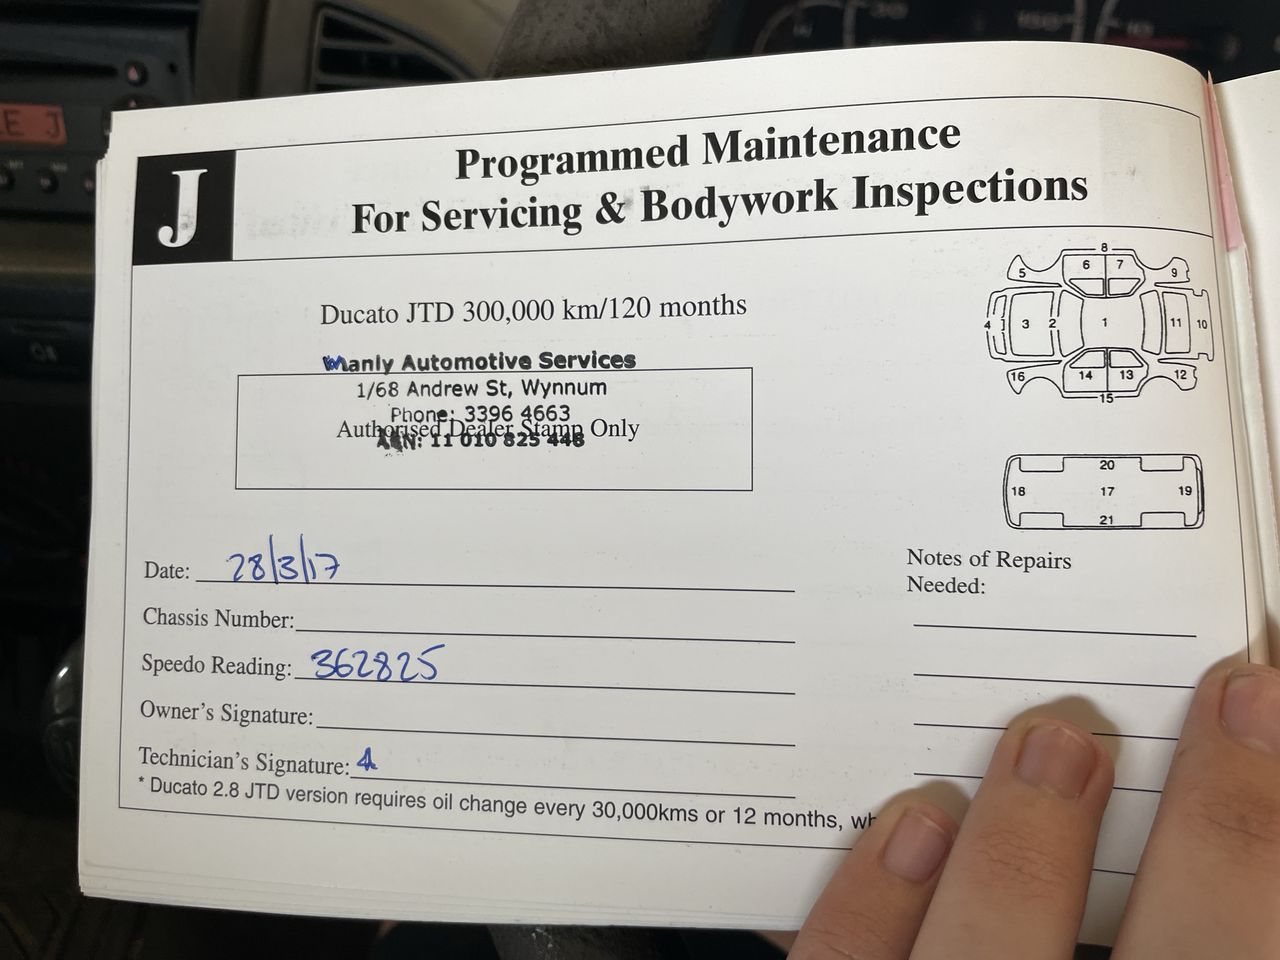 J
Programmed Maintenance
For Servicing & Bodywork Inspections
Ducato JTD 300,000 km/120 months
Manly Automotive Services
1/68 Andrew St, Wynnum
Phone: 3396 4663
Authorised Dealer Stamp Only
ABN: 11 010 825 448
8
5 6 7 9
4 3 2 1 11 10
16 14 13 12
15
20
18 17 19
21
Date: 28/3/17
Chassis Number:
Speedo Reading: 362825
Owner's Signature:
Technician's Signature:
* Ducato 2.8 JTD version requires oil change every 30,000kms or 12 months,
Notes of Repairs
Needed:
E J